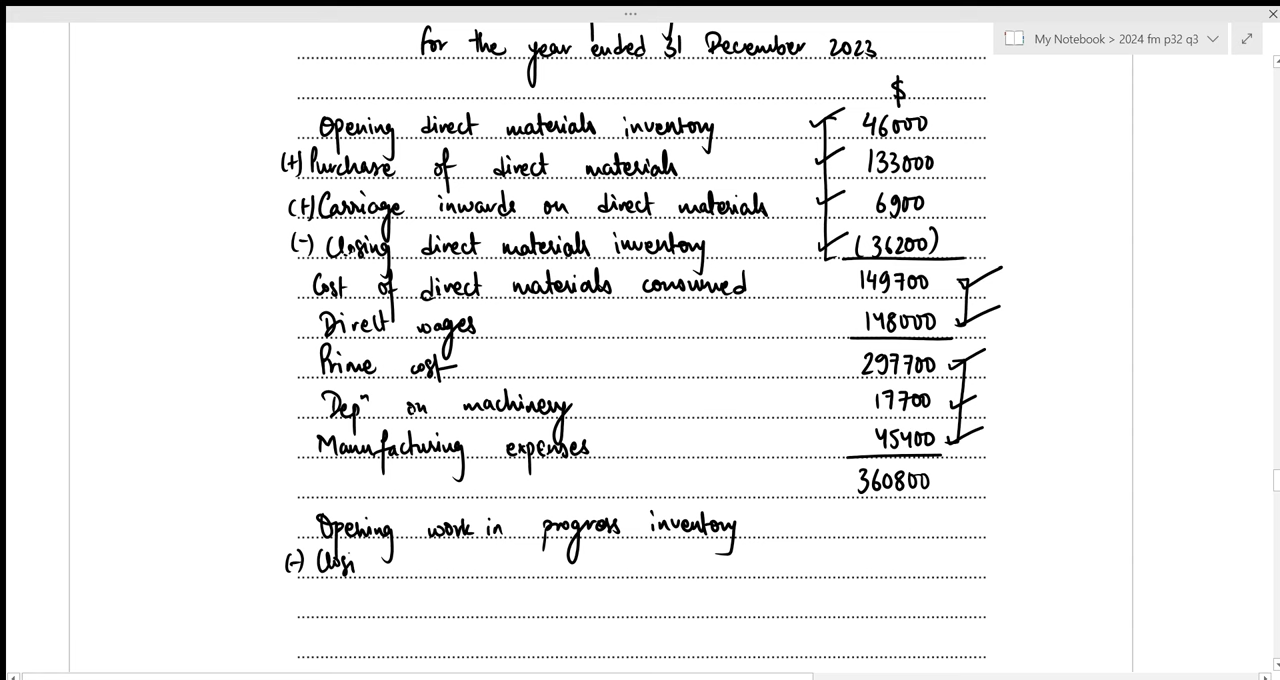 My Notebook > 2024 fm p32 q3
for the year ended 31 December 2023
$
Opening direct materials inventory 46000
(+) Purchase of direct materials 133000
(+) Carriage inwards on direct materials 6900
(-) Closing direct materials inventory (36200)
Cost of direct materials consumed 149700
Direct wages 148000
Prime cost 297700
Depⁿ on machinery 17700
Manufacturing expenses 45400
360800
Opening work in progress inventory
(-) Closi